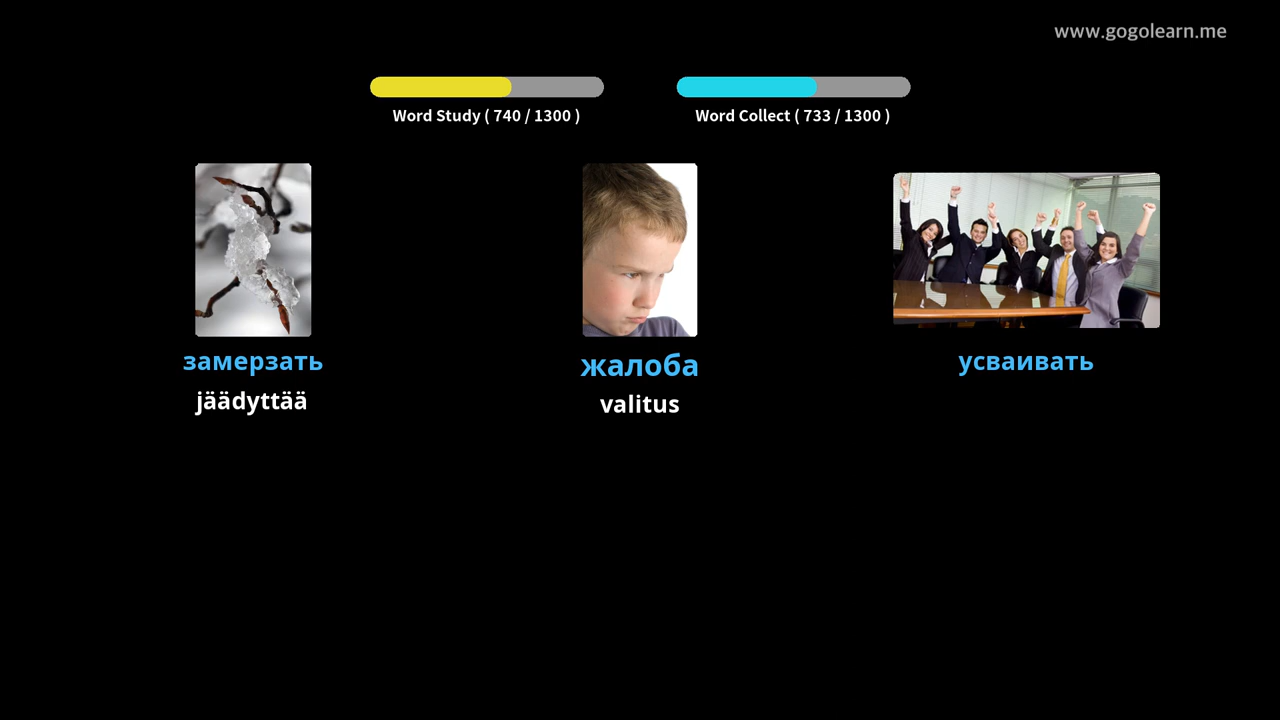 www.gogolearn.me
Word Study ( 740 / 1300 )
Word Collect ( 733 / 1300 )
замерзать
jäädyttää
жалоба
valitus
усваивать